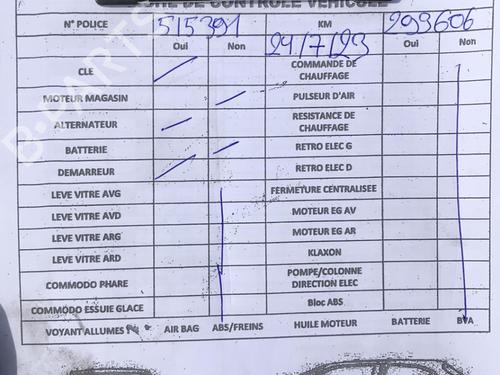 DE CONTROLE VEHICULE
N° POLICE 515391 KM 293606
Oui Non 24/7/23 Oui Non
CLE COMMANDE DE CHAUFFAGE
MOTEUR MAGASIN PULSEUR D'AIR
ALTERNATEUR RESISTANCE DE CHAUFFAGE
BATTERIE RETRO ELEC G
DEMARREUR RETRO ELEC D
LEVE VITRE AVG FERMETURE CENTRALISEE
LEVE VITRE AVD MOTEUR EG AV
LEVE VITRE ARG MOTEUR EG AR
LEVE VITRE ARD KLAXON
COMMODO PHARE POMPE/COLONNE DIRECTION ELEC
COMMODO ESSUIE GLACE Bloc ABS
VOYANT ALLUMES AIR BAG ABS/FREINS HUILE MOTEUR BATTERIE BVA
B-PARTS